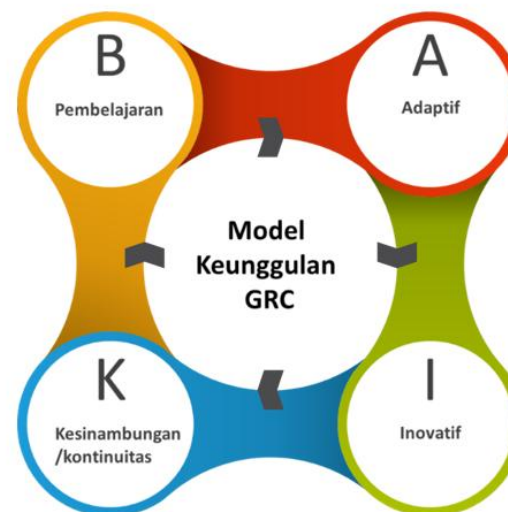 B
Pembelajaran
A
Adaptif
Model
Keunggulan
GRC
K
Kesinambungan
/kontinuitas
I
Inovatif